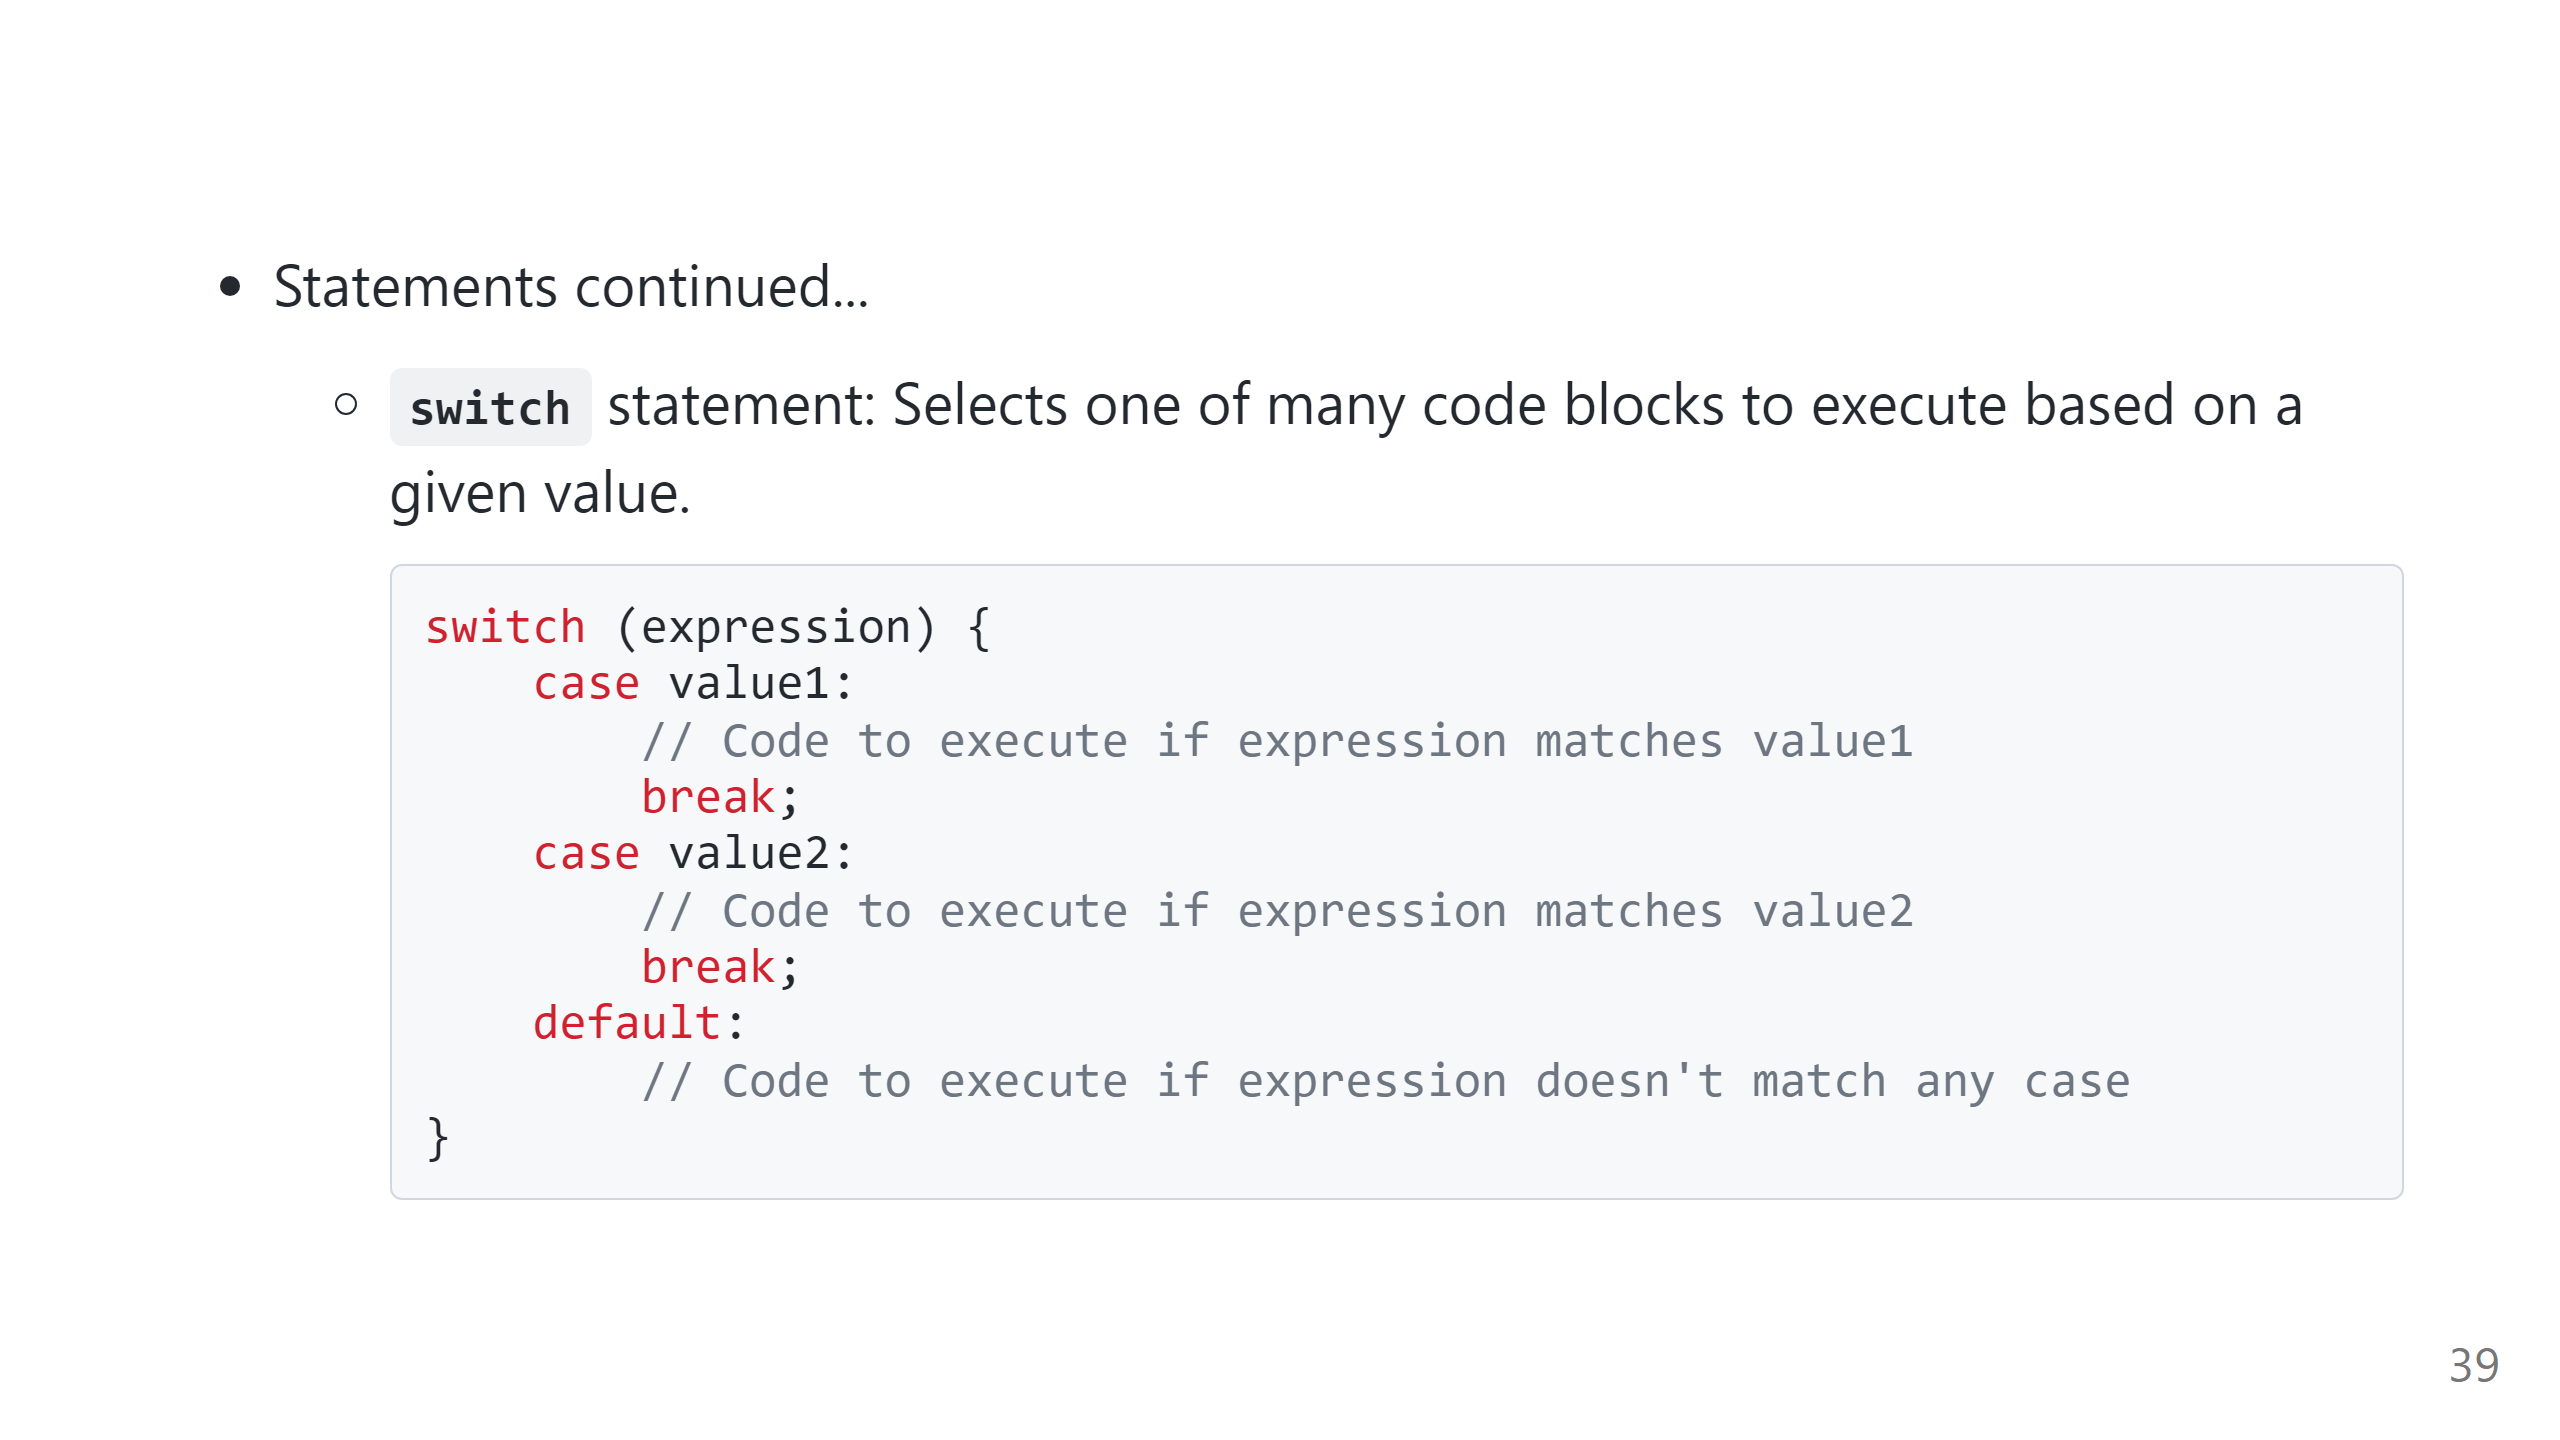 Statements continued...
switch statement: Selects one of many code blocks to execute based on a
given value.
switch (expression) {
    case value1:
        // Code to execute if expression matches value1
        break;
    case value2:
        // Code to execute if expression matches value2
        break;
    default:
        // Code to execute if expression doesn't match any case
}
39